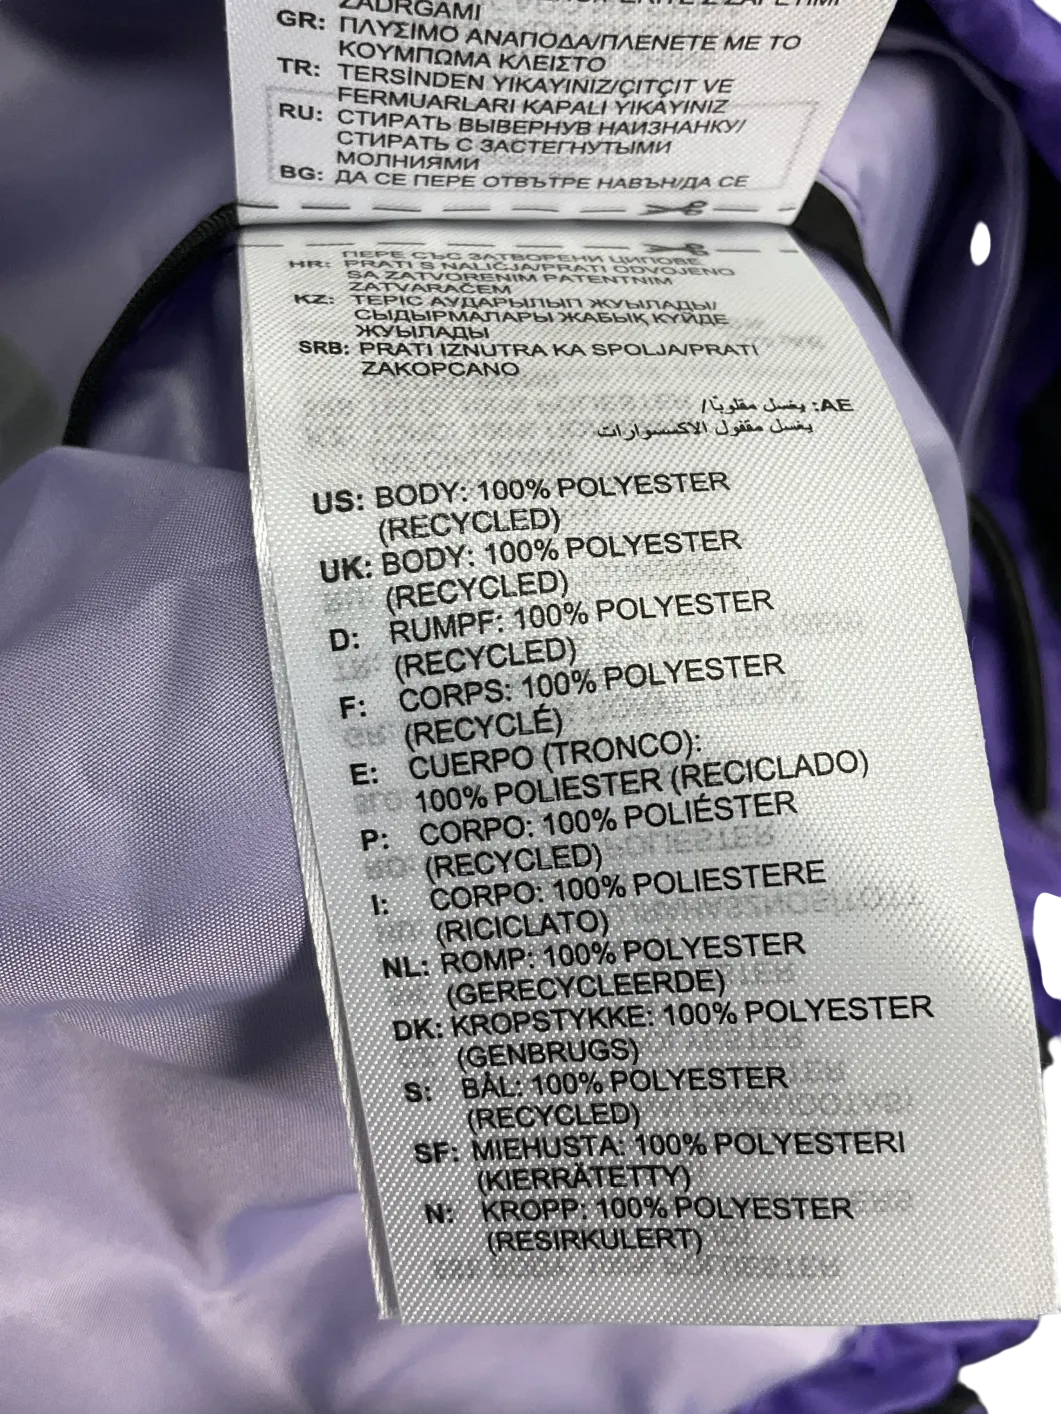 ZADRGAMI
GR: ΠΛΥΣΙΜΟ ΑΝΑΠΟΔΑ/ΠΛΕΝΕΤΕ ΜΕ ΤΟ
ΚΟΥΜΠΩΜΑ ΚΛΕΙΣΤΟ
TR: TERSİNDEN YIKAYINIZ/ÇITÇIT VE
FERMUARLARI KAPALI YIKAYINIZ
RU: СТИРАТЬ ВЫВЕРНУВ НАИЗНАНКУ/
СТИРАТЬ С ЗАСТЕГНУТЫМИ
МОЛНИЯМИ
BG: ДА СЕ ПЕРЕ ОТВЪТРЕ НАВЪН/ДА СЕ
ПЕРЕ СЪС ЗАТВОРЕНИ ЦИПОВЕ
HR: PRATI S NALIČJA/PRATI ODVOJENO
SA ZATVORENIM PATENTNIM
ZATVARAČEM
KZ: ТЕРІС АУДАРЫЛЫП ЖУЫЛАДЫ/
СЫДЫРМАЛАРЫ ЖАБЫҚ КҮЙДЕ
ЖУЫЛАДЫ
SRB: PRATI IZNUTRA KA SPOLJA/PRATI
ZAKOPCANO
AE: يغسل مقلوبًا/
يغسل مقفول الاكسسوارات
US: BODY: 100% POLYESTER
(RECYCLED)
UK: BODY: 100% POLYESTER
(RECYCLED)
D: RUMPF: 100% POLYESTER
(RECYCLED)
F: CORPS: 100% POLYESTER
(RECYCLÉ)
E: CUERPO (TRONCO):
100% POLIESTER (RECICLADO)
P: CORPO: 100% POLIÉSTER
(RECYCLED)
I: CORPO: 100% POLIESTERE
(RICICLATO)
NL: ROMP: 100% POLYESTER
(GERECYCLEERDE)
DK: KROPSTYKKE: 100% POLYESTER
(GENBRUGS)
S: BÅL: 100% POLYESTER
(RECYCLED)
SF: MIEHUSTA: 100% POLYESTERI
(KIERRÄTETTY)
N: KROPP: 100% POLYESTER
(RESIRKULERT)